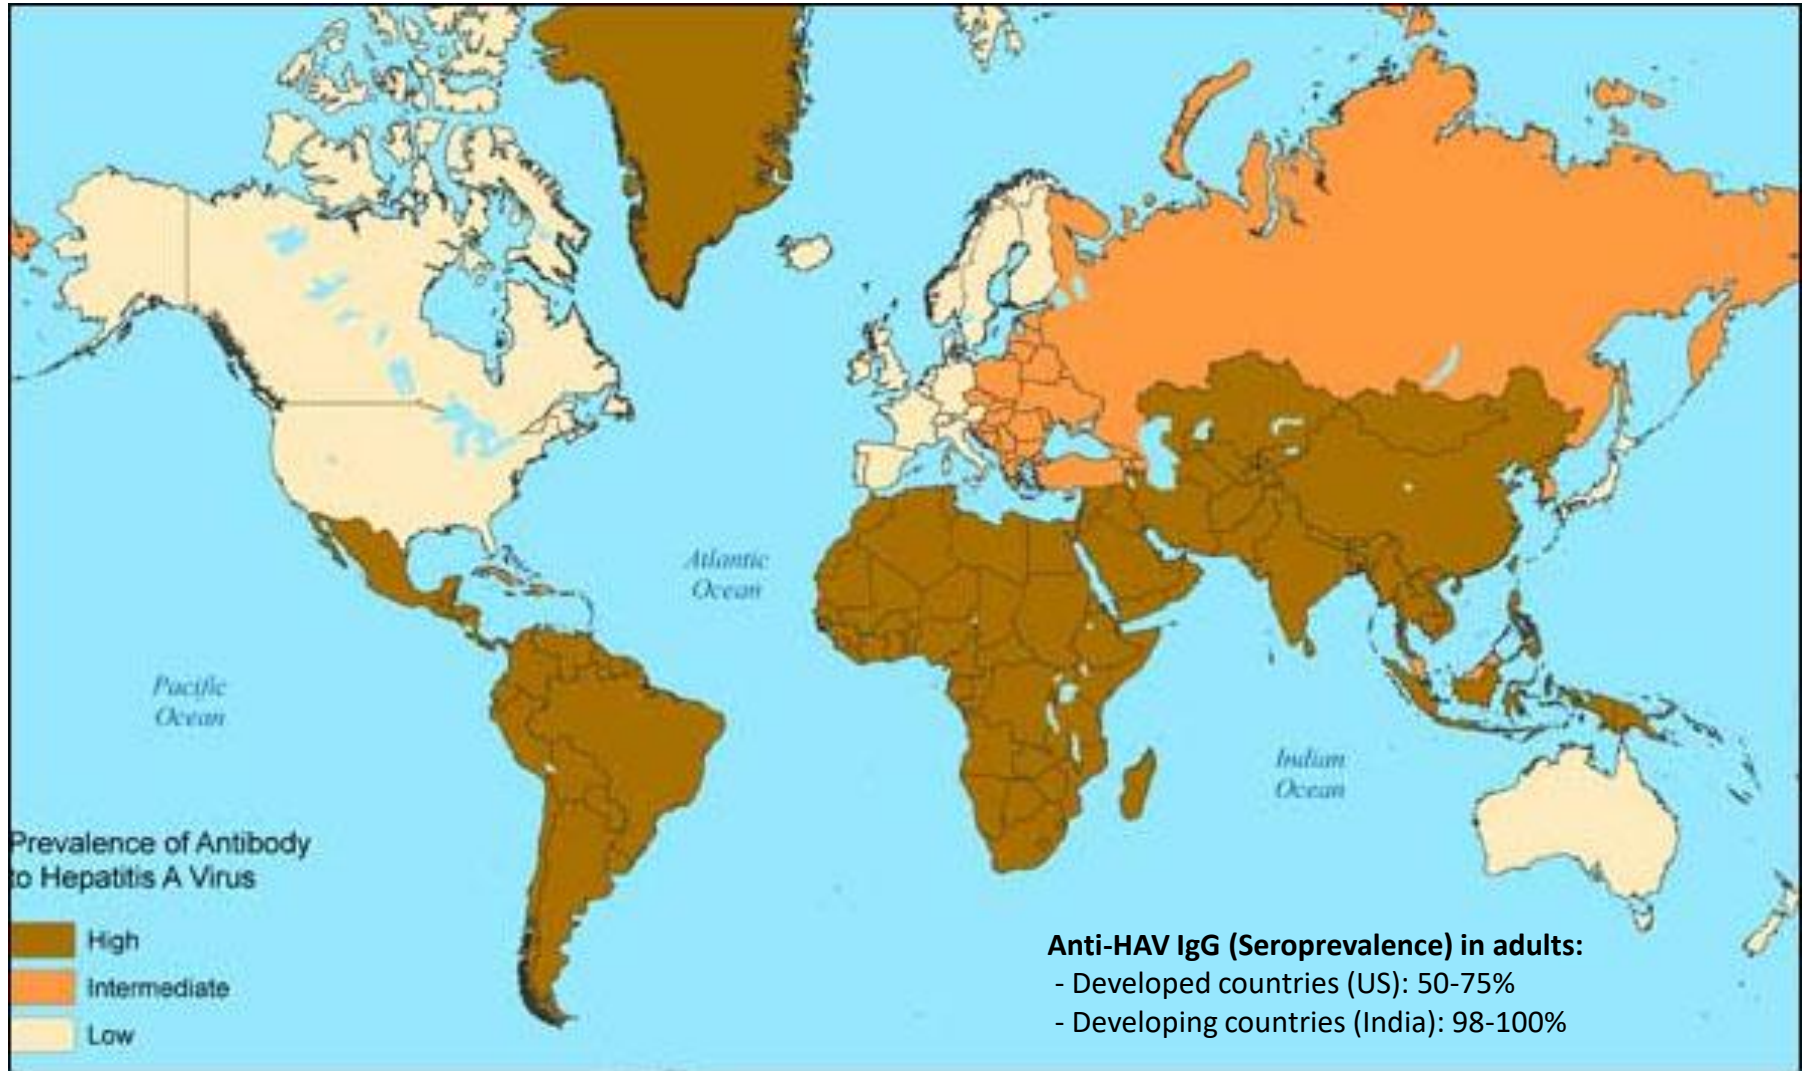 Atlantic
Ocean
Pacific
Ocean
Indian
Ocean
Prevalence of Antibody
to Hepatitis A Virus
High
Intermediate
Low
Anti-HAV IgG (Seroprevalence) in adults:
- Developed countries (US): 50-75%
- Developing countries (India): 98-100%